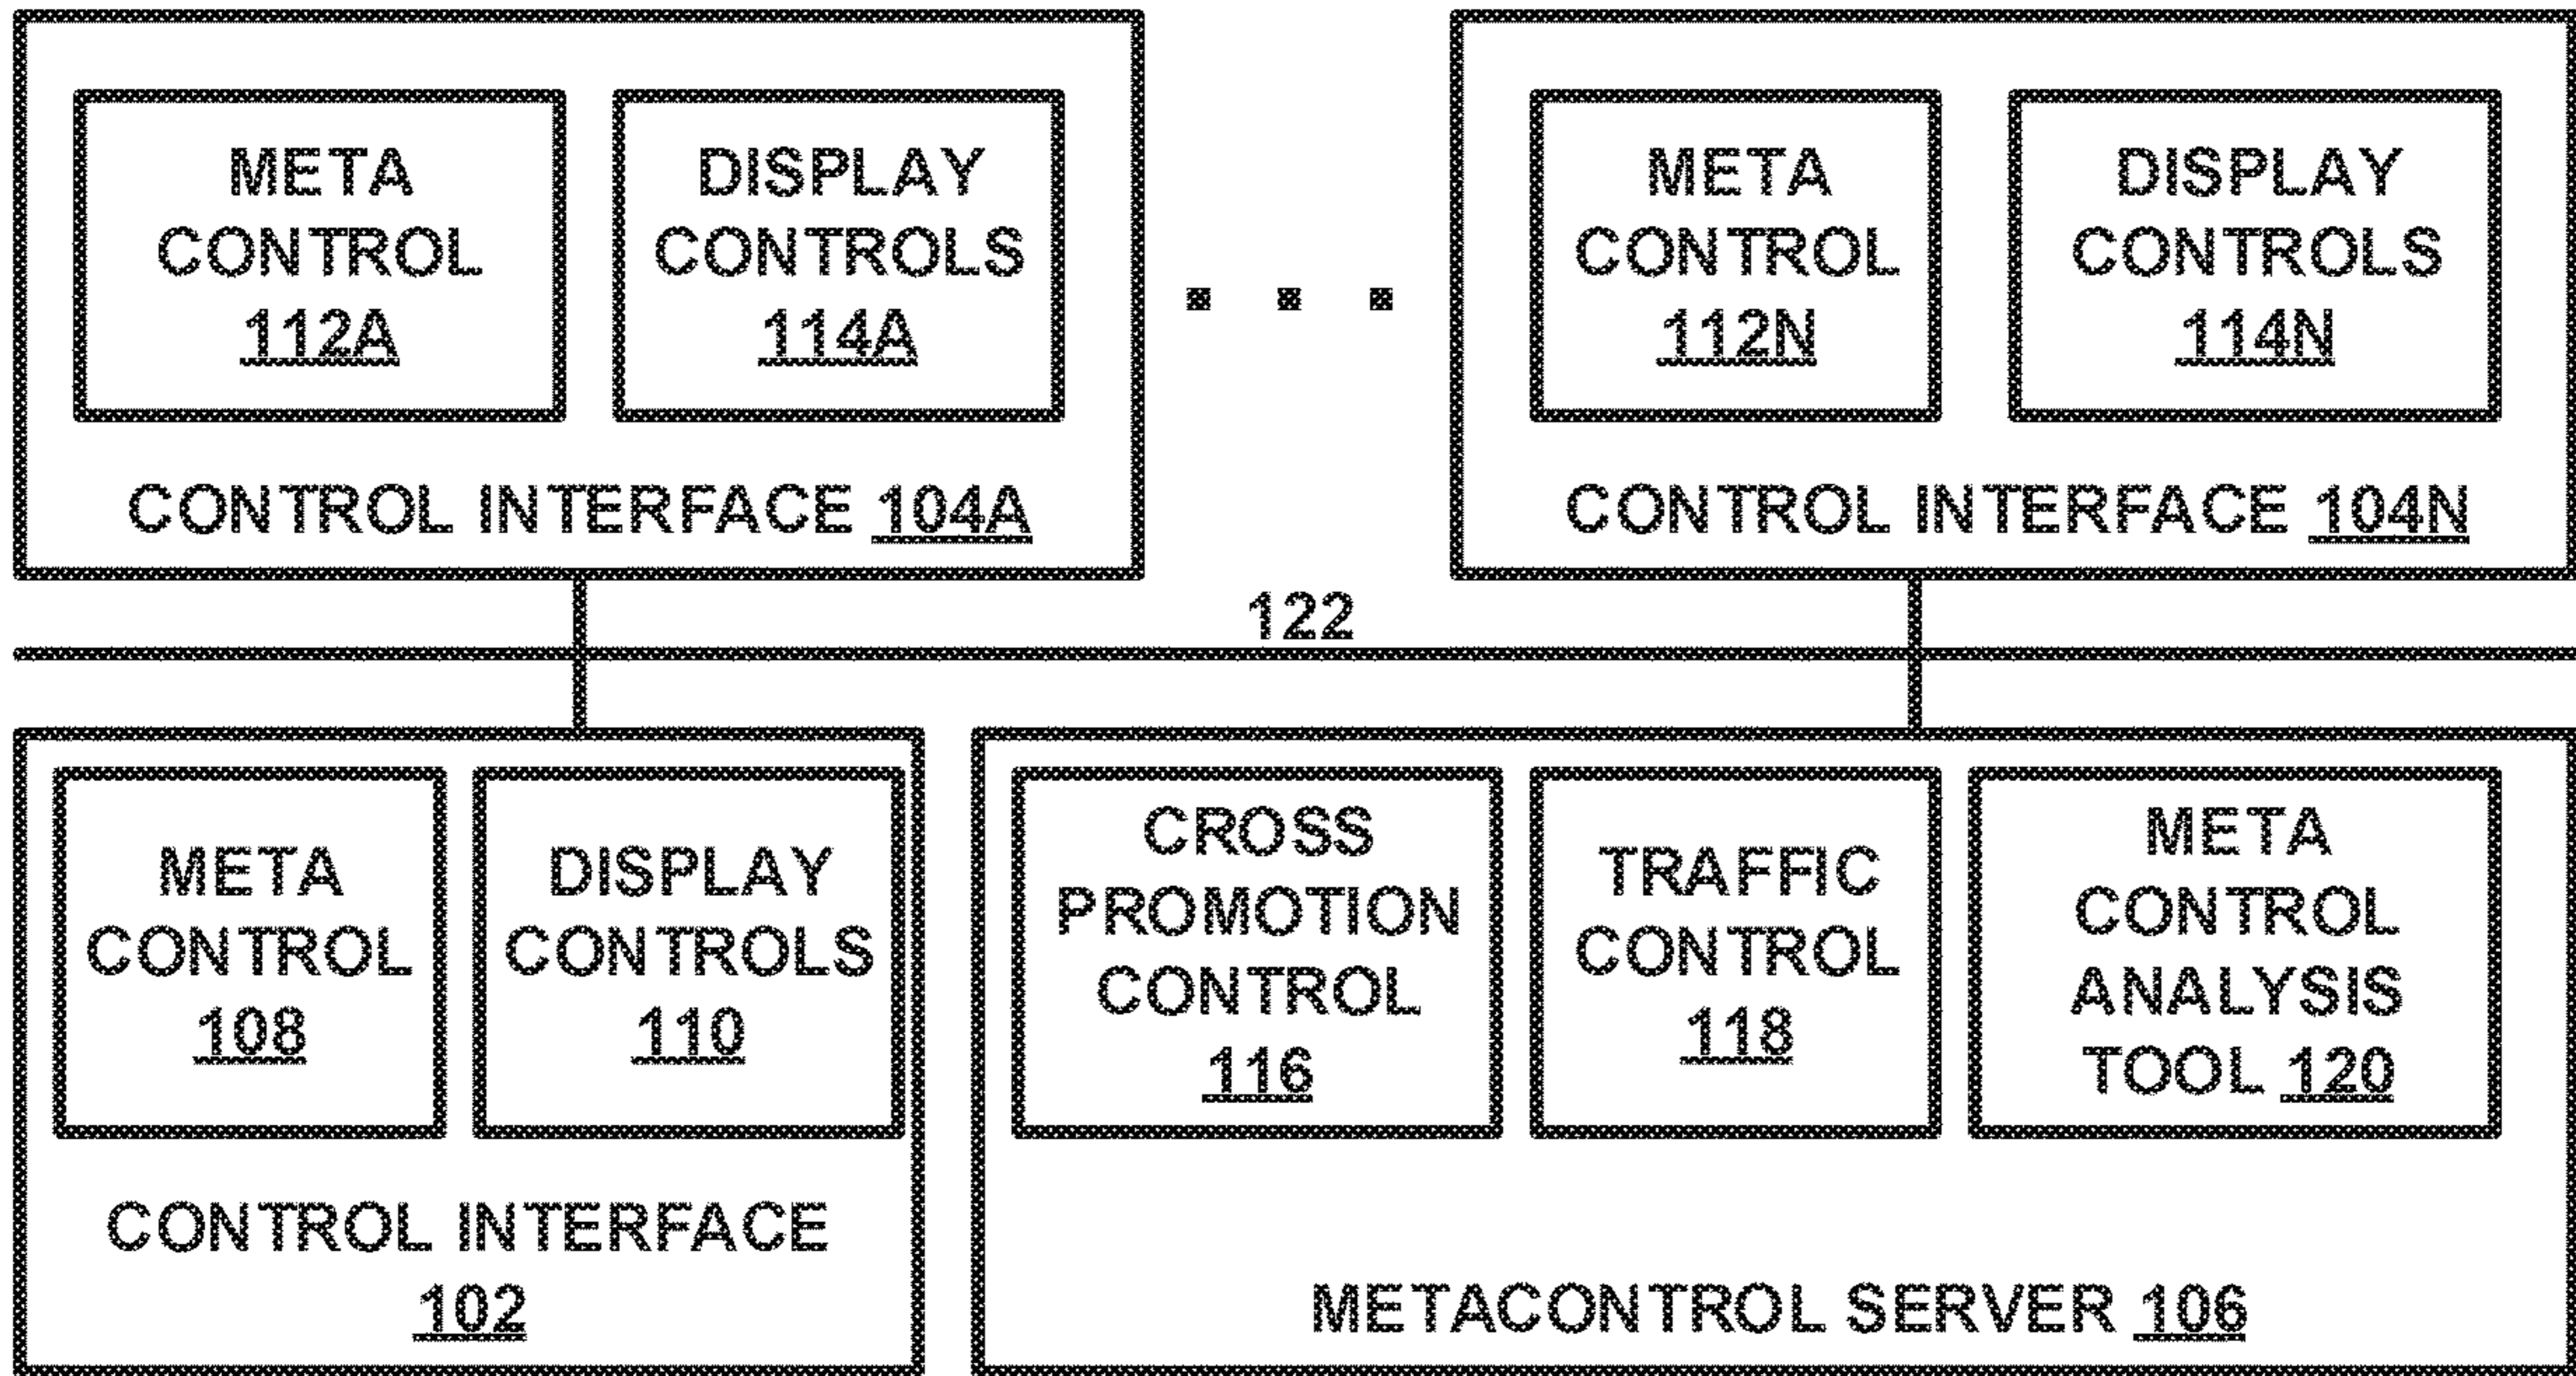 META
CONTROL
112A
DISPLAY
CONTROLS
114A
CONTROL INTERFACE 104A
META
CONTROL
112N
DISPLAY
CONTROLS
114N
CONTROL INTERFACE 104N
122
META
CONTROL
108
DISPLAY
CONTROLS
110
CONTROL INTERFACE
102
CROSS
PROMOTION
CONTROL
116
TRAFFIC
CONTROL
118
META
CONTROL
ANALYSIS
TOOL 120
METACONTROL SERVER 106